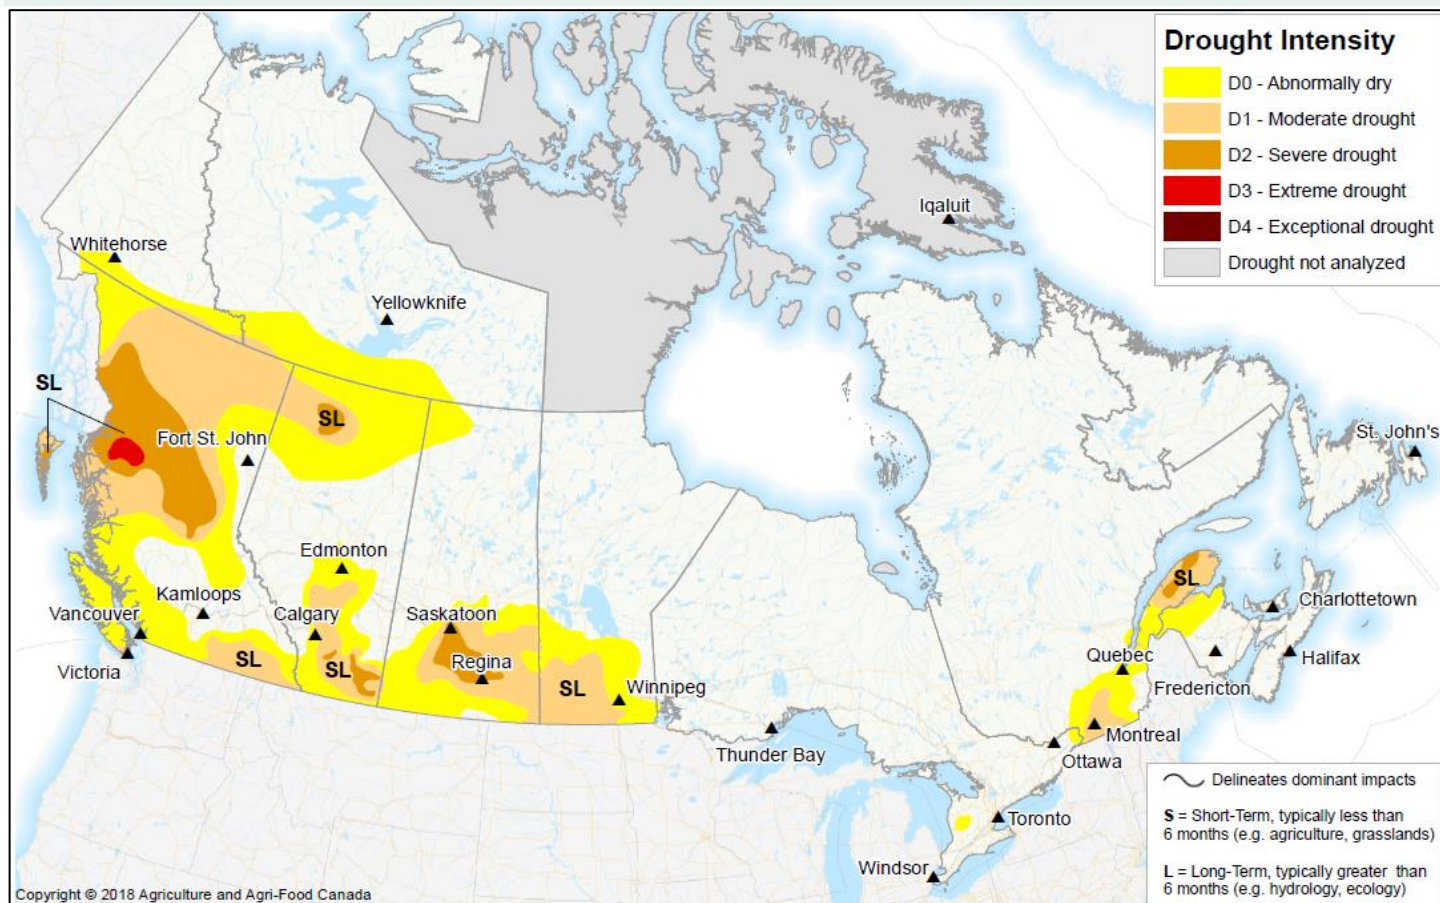 Drought Intensity
D0 - Abnormally dry
D1 - Moderate drought
D2 - Severe drought
D3 - Extreme drought
D4 - Exceptional drought
Drought not analyzed
Iqaluit
Whitehorse
Yellowknife
SL
SL
Fort St. John
St. John's
Edmonton
SL
Kamloops
Charlottetown
Vancouver
Calgary
Saskatoon
Quebec
Halifax
Victoria
SL
SL
Regina
SL
Winnipeg
Fredericton
Montreal
Thunder Bay
Ottawa
Toronto
Windsor
Delineates dominant impacts
S = Short-Term, typically less than
6 months (e.g. agriculture, grasslands)
L = Long-Term, typically greater than
6 months (e.g. hydrology, ecology)
Copyright © 2018 Agriculture and Agri-Food Canada